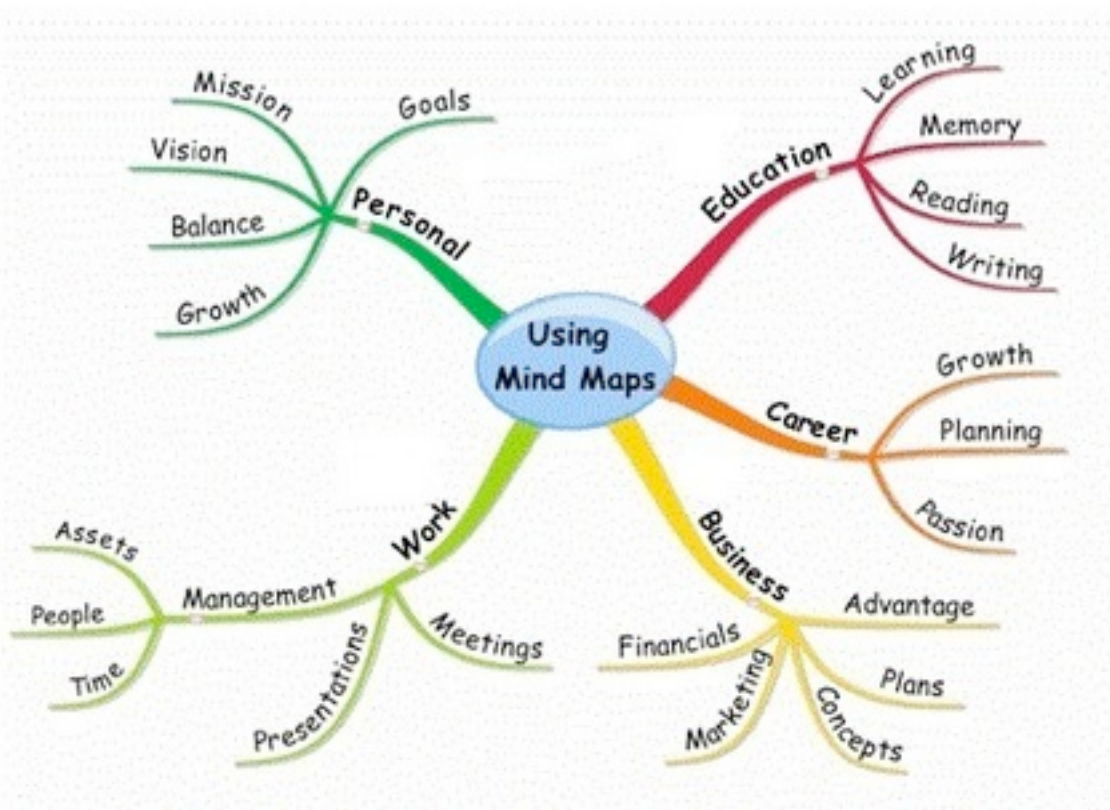 Using
Mind Maps
Education
Learning
Memory
Reading
Writing
Career
Growth
Planning
Passion
Business
Advantage
Plans
Concepts
Marketing
Financials
Work
Meetings
Presentations
Management
Assets
People
Time
Personal
Goals
Mission
Vision
Balance
Growth